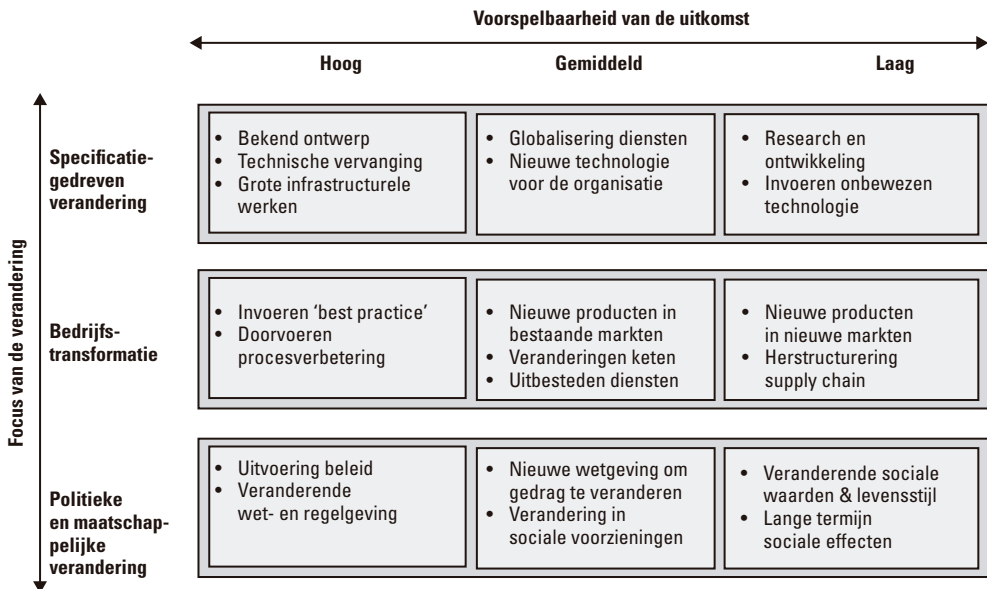 Voorspelbaarheid van de uitkomst
Hoog
Gemiddeld
Laag
Focus van de verandering
Specificatie-
gedreven
verandering
• Bekend ontwerp
• Technische vervanging
• Grote infrastructurele
werken
• Globalisering diensten
• Nieuwe technologie
voor de organisatie
• Research en
ontwikkeling
• Invoeren onbewezen
technologie
Bedrijfs-
transformatie
• Invoeren ‘best practice’
• Doorvoeren
procesverbetering
• Nieuwe producten in
bestaande markten
• Veranderingen keten
• Uitbesteden diensten
• Nieuwe producten
in nieuwe markten
• Herstructurering
supply chain
Politieke
en maatschap-
pelijke
verandering
• Uitvoering beleid
• Veranderende
wet- en regelgeving
• Nieuwe wetgeving om
gedrag te veranderen
• Verandering in
sociale voorzieningen
• Veranderende sociale
waarden & levensstijl
• Lange termijn
sociale effecten